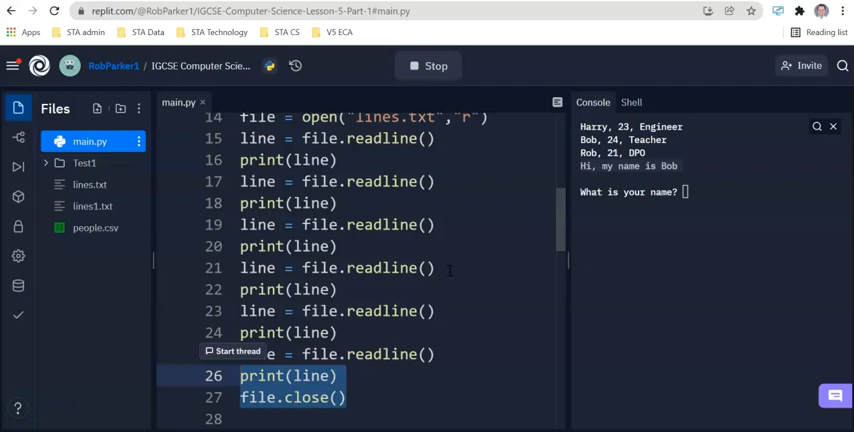 replit.com/@RobParker1/IGCSE-Computer-Science-Lesson-5-Part-1#main.py
Apps STA admin STA Data STA Technology STA CS V5 ECA Reading list
RobParker1 / IGCSE Computer Scie... Stop Invite
Files
main.py
Test1
lines.txt
lines1.txt
people.csv
?
main.py ×
14 file = open("lines.txt","r")
15 line = file.readline()
16 print(line)
17 line = file.readline()
18 print(line)
19 line = file.readline()
20 print(line)
21 line = file.readline()
22 print(line)
23 line = file.readline()
24 print(line)
Start thread
e = file.readline()
26 print(line)
27 file.close()
28
Console Shell
Harry, 23, Engineer
Bob, 24, Teacher
Rob, 21, DPO
Hi, my name is Bob
What is your name?